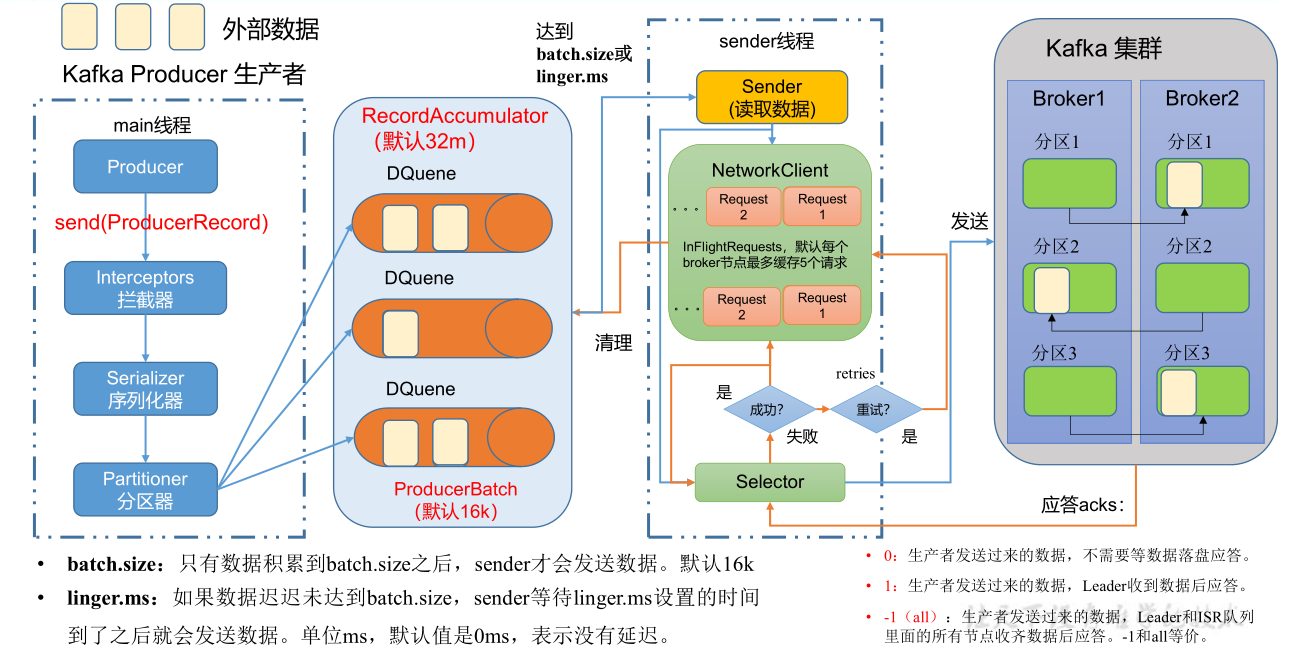 外部数据
Kafka Producer 生产者
main线程
Producer
send(ProducerRecord)
Interceptors
拦截器
Serializer
序列化器
Partitioner
分区器
RecordAccumulator
(默认32m)
DQuene
DQuene
DQuene
ProducerBatch
(默认16k)
达到
batch.size或
linger.ms
清理
sender线程
Sender
(读取数据)
NetworkClient
...
Request
2
Request
1
InFlightRequests，默认每个
broker节点最多缓存5个请求
...
Request
2
Request
1
是
成功?
失败
retries
重试?
是
Selector
发送
Kafka 集群
Broker1
分区1
分区2
分区3
Broker2
分区1
分区2
分区3
应答acks：
• batch.size：只有数据积累到batch.size之后，sender才会发送数据。默认16k
• linger.ms：如果数据迟迟未达到batch.size，sender等待linger.ms设置的时间
到了之后就会发送数据。单位ms，默认值是0ms，表示没有延迟。
• 0：生产者发送过来的数据，不需要等数据落盘应答。
• 1：生产者发送过来的数据，Leader收到数据后应答。
• -1（all）：生产者发送过来的数据，Leader和ISR队列
里面的所有节点收齐数据后应答。-1和all等价。